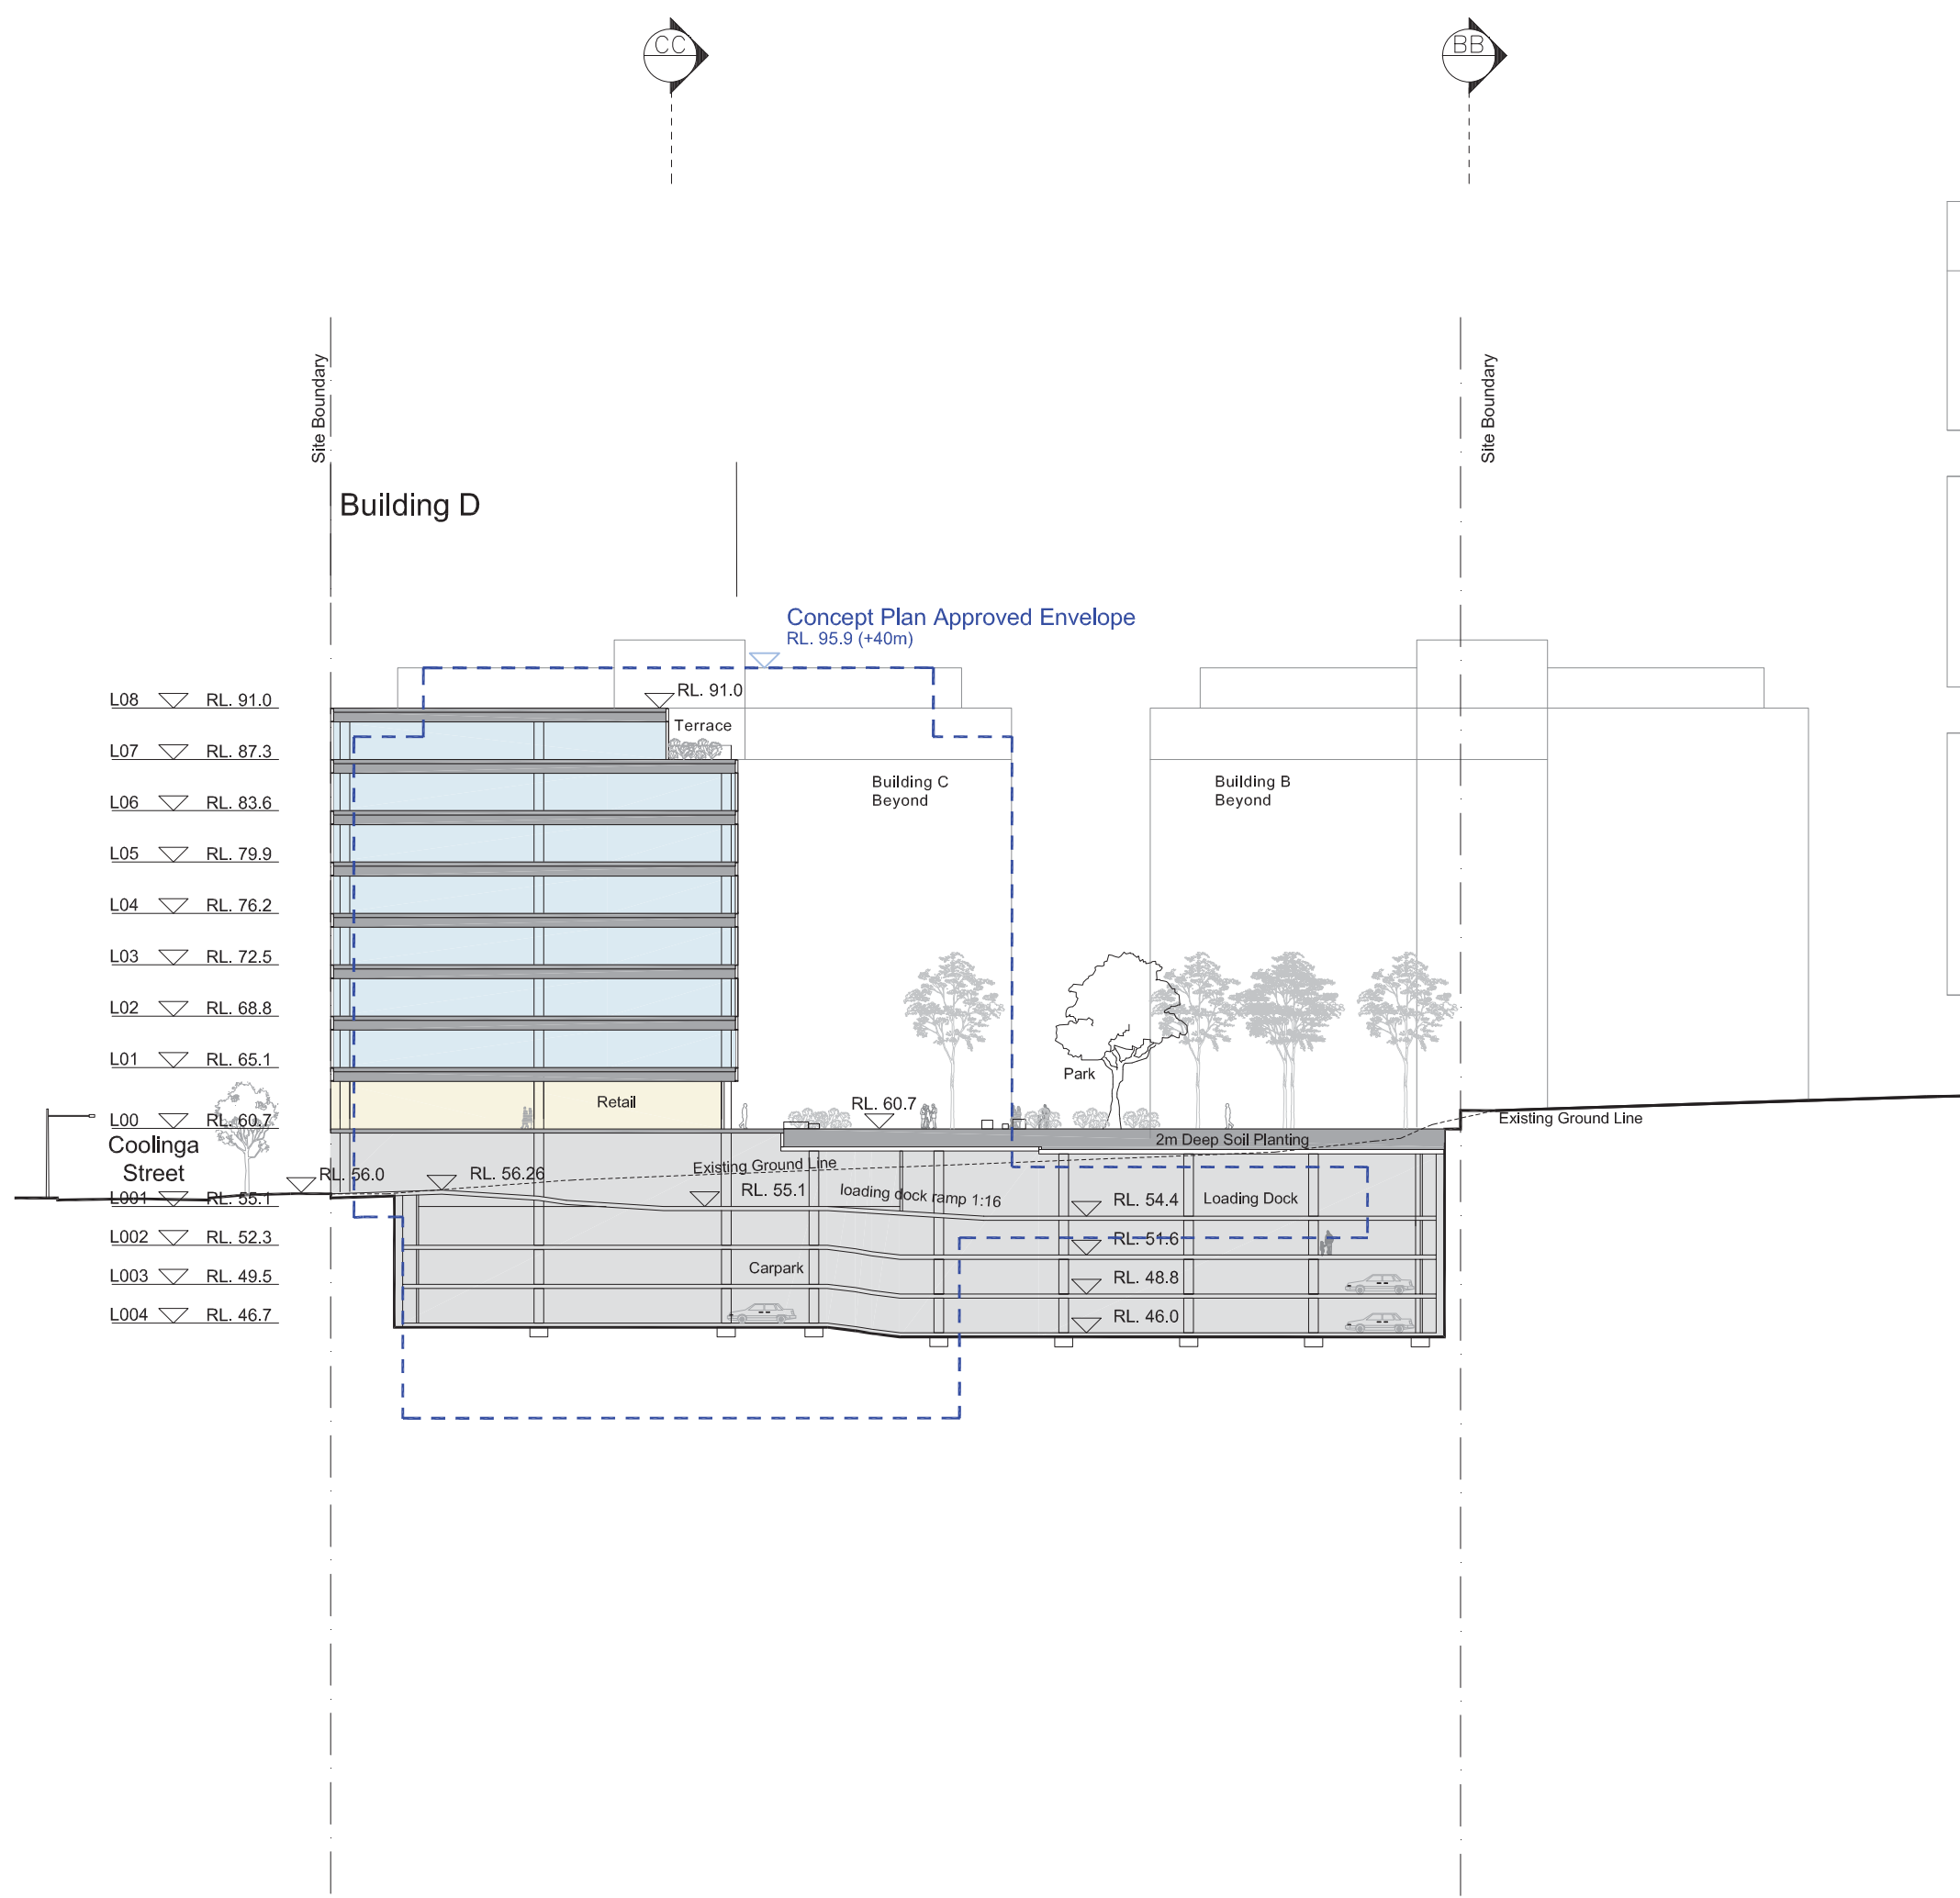 CC
BB
Site Boundary
Site Boundary
Building D
Concept Plan Approved Envelope
RL. 95.9 (+40m)
L08 RL. 91.0
RL. 91.0
Terrace
L07 RL. 87.3
Building C
Beyond
Building B
Beyond
L06 RL. 83.6
L05 RL. 79.9
L04 RL. 76.2
L03 RL. 72.5
L02 RL. 68.8
L01 RL. 65.1
Park
Retail
RL. 60.7
L00 RL. 60.7
Existing Ground Line
Coolinga
Street
2m Deep Soil Planting
Existing Ground Line
RL. 56.0
RL. 56.26
RL. 55.1
loading dock ramp 1:16
RL. 54.4
Loading Dock
L001 RL. 55.1
L002 RL. 52.3
RL. 51.6
Carpark
L003 RL. 49.5
RL. 48.8
L004 RL. 46.7
RL. 46.0